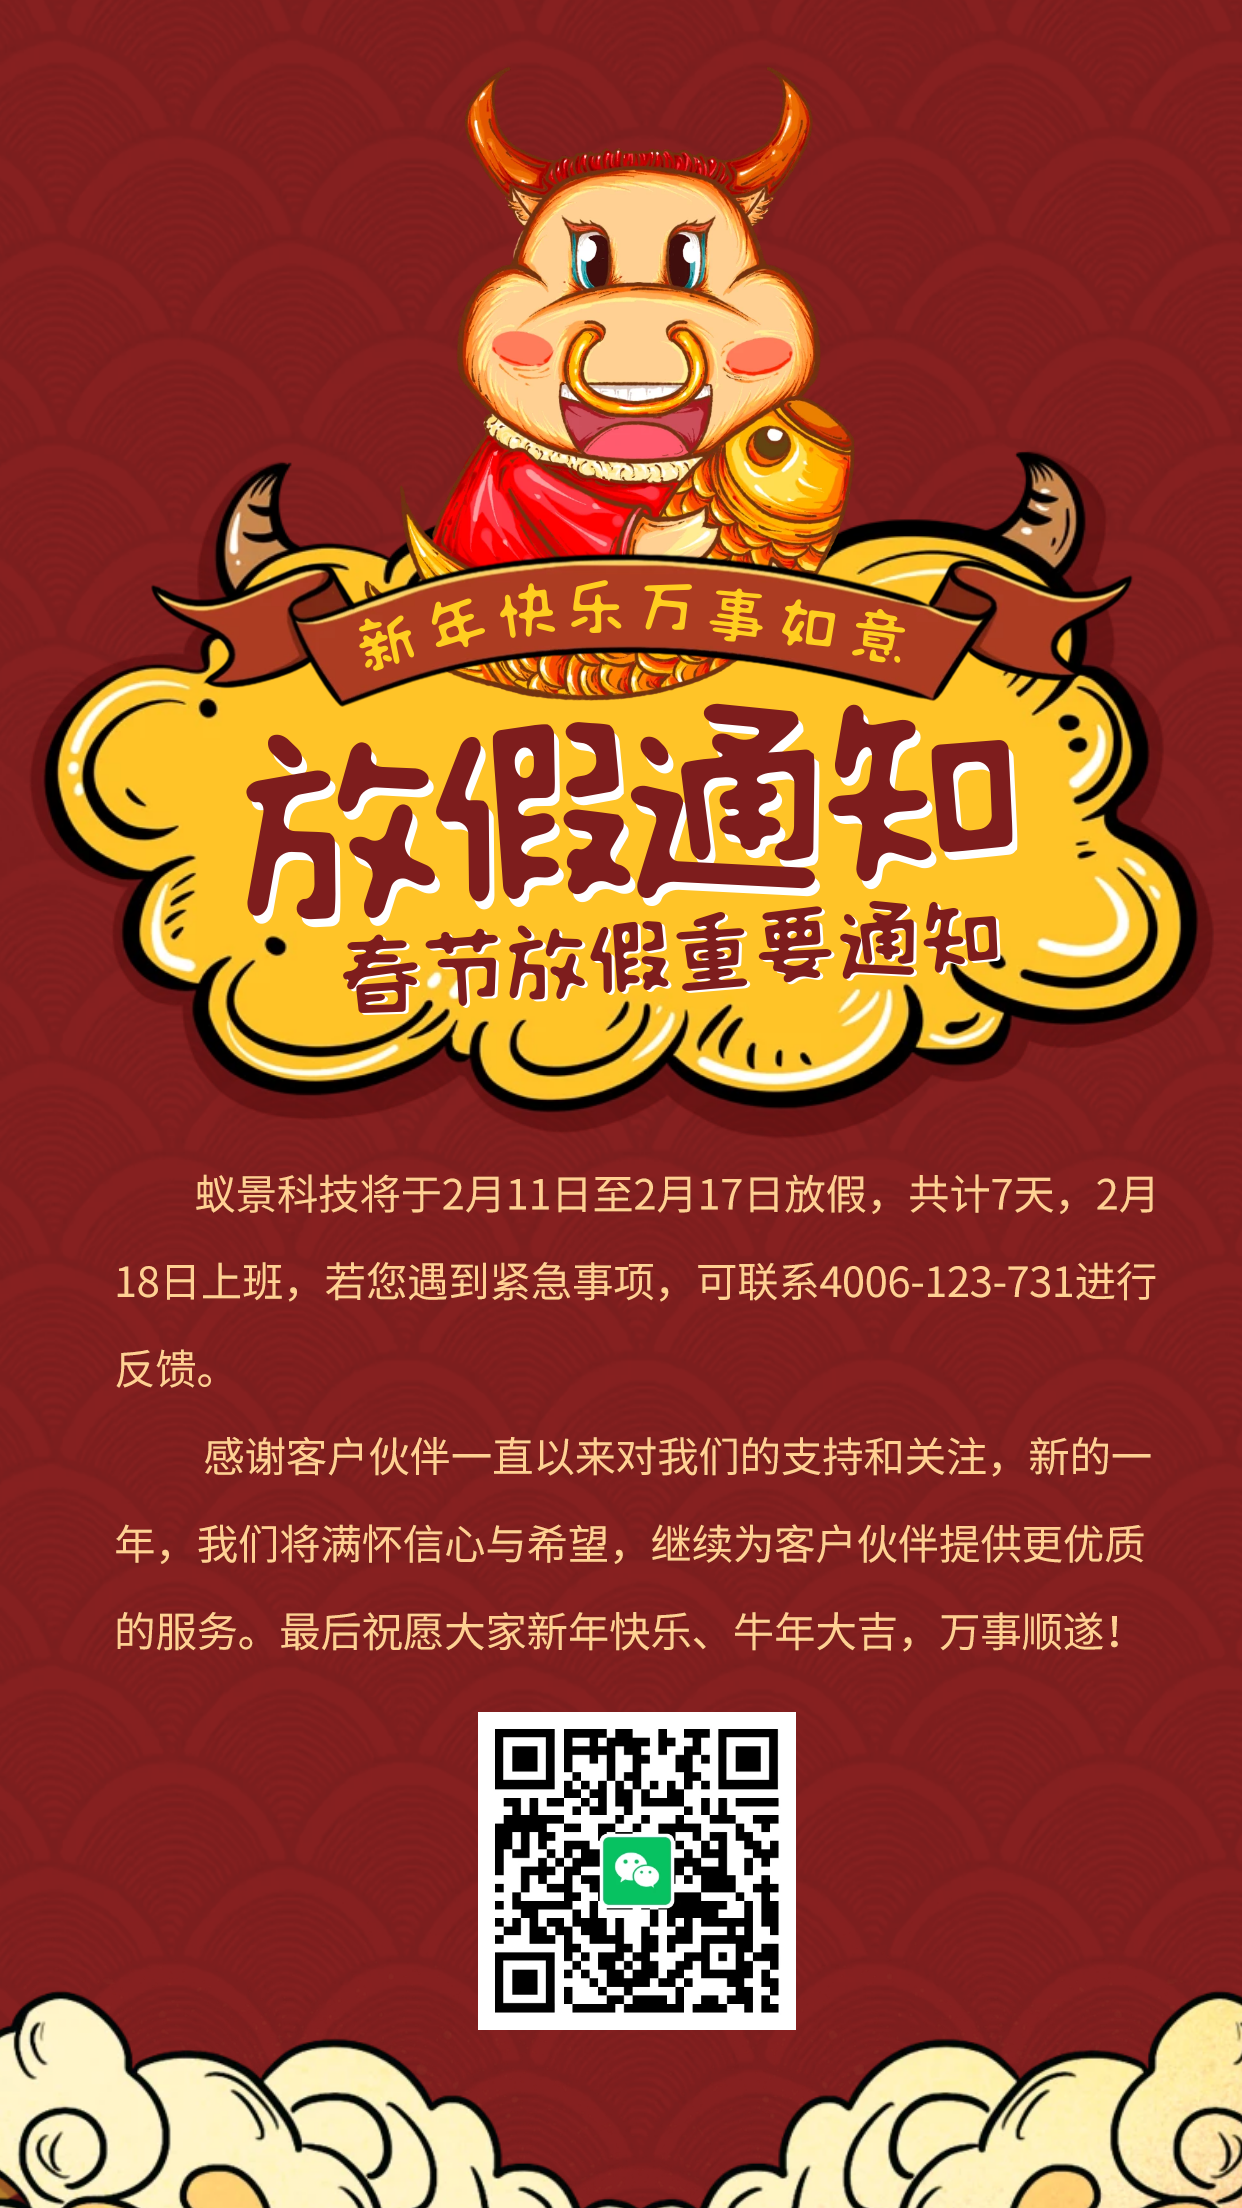 新年快乐万事如意
放假通知
春节放假重要通知
蚁景科技将于2月11日至2月17日放假，共计7天，2月
18日上班，若您遇到紧急事项，可联系4006-123-731进行
反馈。
感谢客户伙伴一直以来对我们的支持和关注，新的一
年，我们将满怀信心与希望，继续为客户伙伴提供更优质
的服务。最后祝愿大家新年快乐、牛年大吉，万事顺遂！